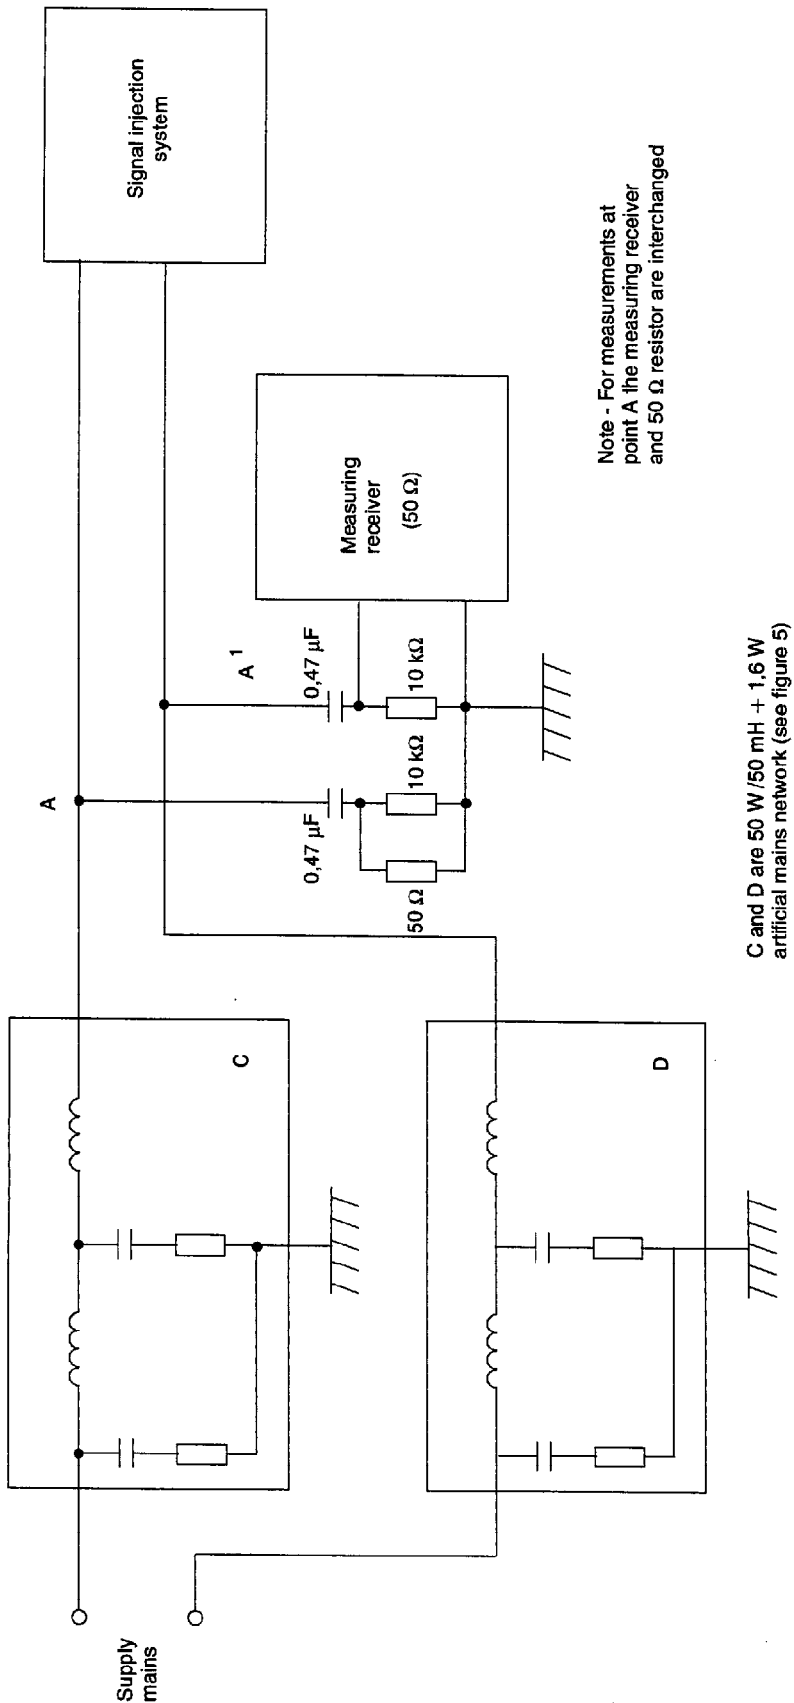 Signal injection
system
A
A 1
0,47 µF
0,47 µF
10 kΩ
10 kΩ
50 Ω
Measuring
receiver
(50 Ω)
Note - For measurements at
point A the measuring receiver
and 50 Ω resistor are interchanged
C
D
Supply
mains
C and D are 50 W/50 mH + 1,6 W
artificial mains network (see figure 5)